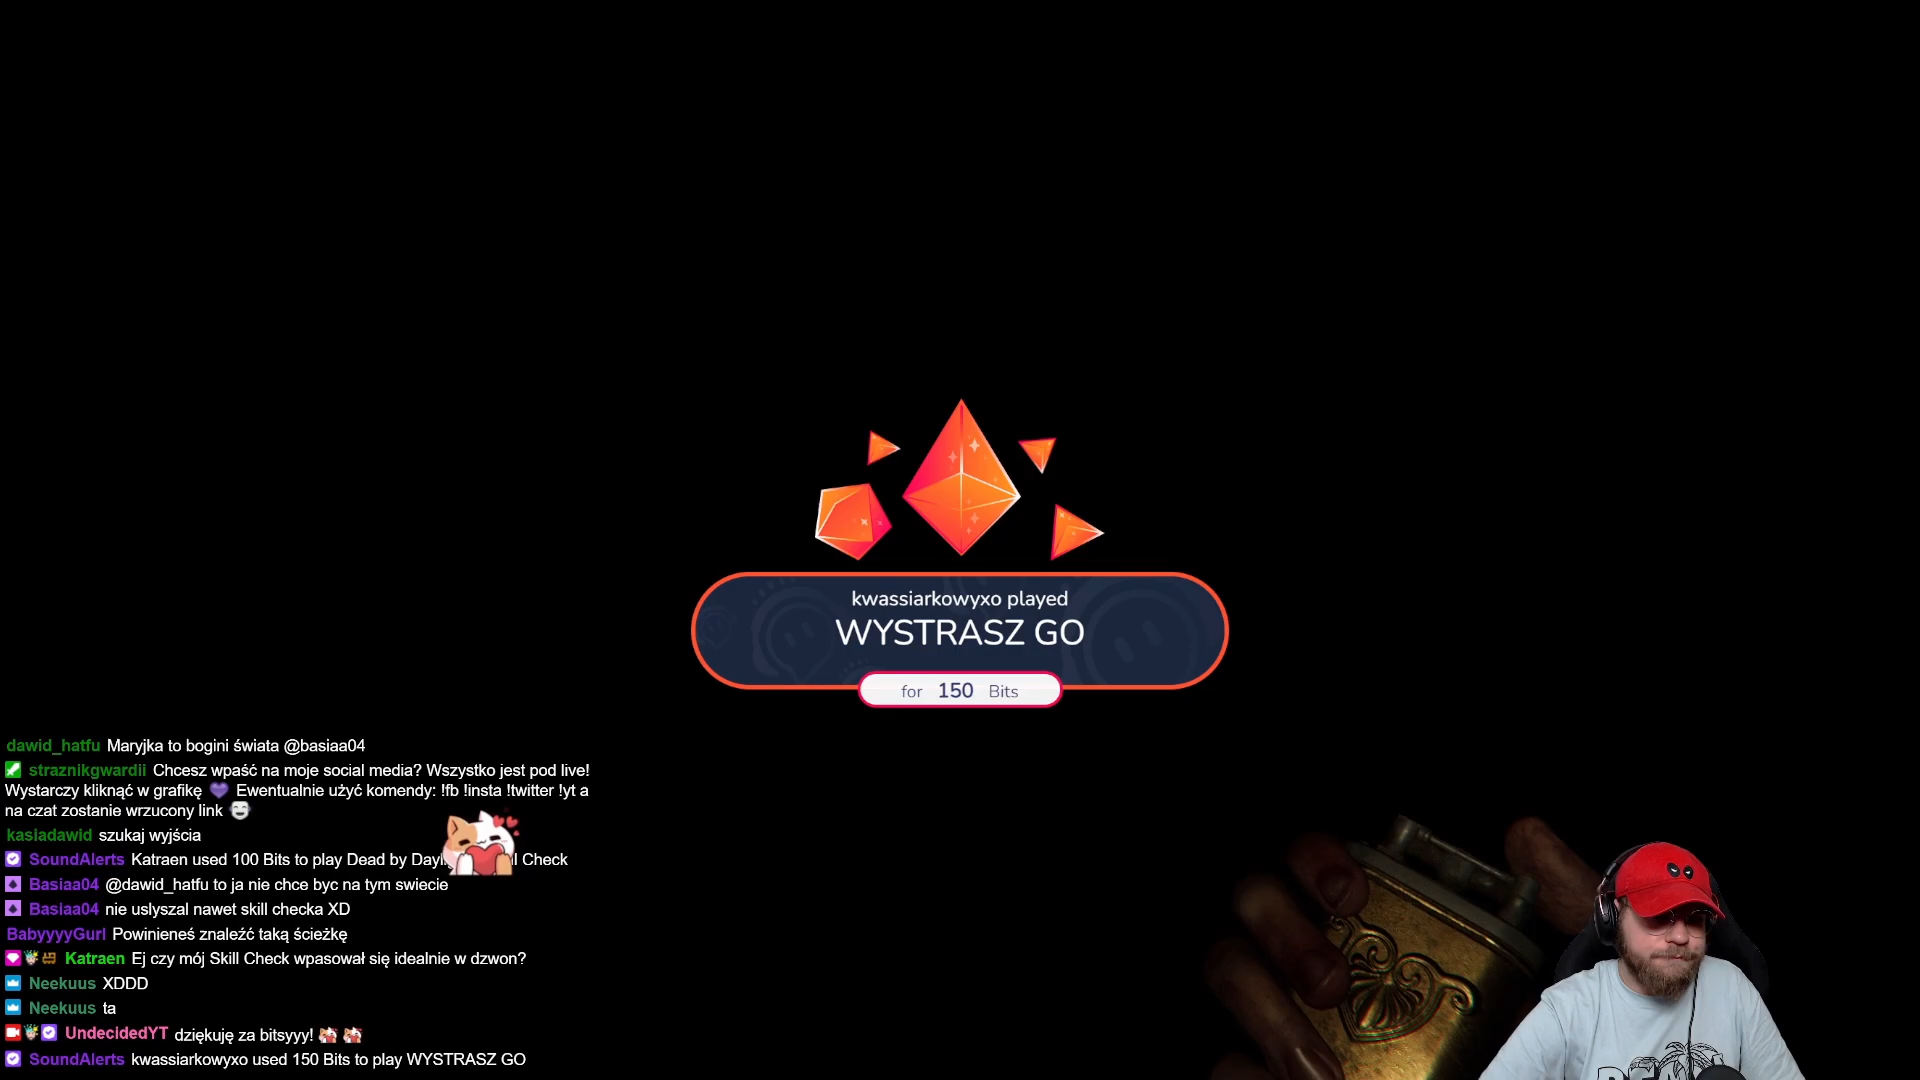 kwassiarkowyxo played
WYSTRASZ GO
for 150 Bits
dawid_hatfu Maryjka to bogini świata @basiaa04
straznikgwardii Chcesz wpaść na moje social media? Wszystko jest pod live!
Wystarczy kliknąć w grafikę Ewentualnie użyć komendy: !fb !insta !twitter !yt a
na czat zostanie wrzucony link
kasiadawid szukaj wyjścia
SoundAlerts Katraen used 100 Bits to play Dead by Check
Basiaa04 @dawid_hatfu to ja nie chce byc na tym swiecie
Basiaa04 nie uslyszal nawet skill checka XD
BabyyyyGurl Powinieneś znaleźć taką ścieżkę
Katraen Ej czy mój Skill Check wpasował się idealnie w dzwon?
Neekuus XDDD
Neekuus ta
UndecidedYT dziękuję za bitsyyy!
SoundAlerts kwassiarkowyxo used 150 Bits to play WYSTRASZ GO